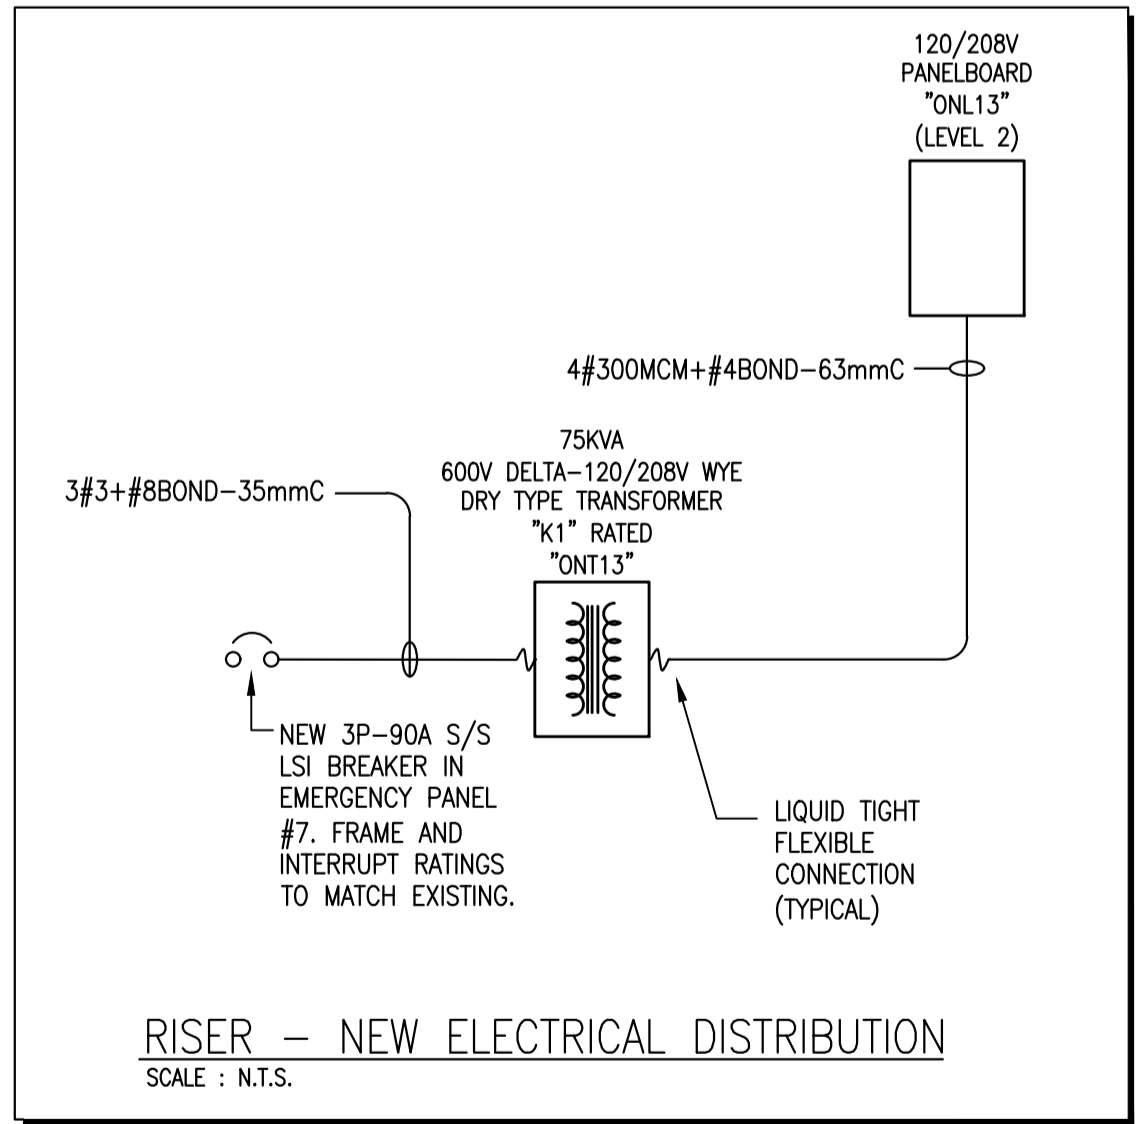 120/208V
PANELBOARD
"ONL13"
(LEVEL 2)
4#300MCM+#4BOND-63mmC
75KVA
600V DELTA-120/208V WYE
DRY TYPE TRANSFORMER
"K1" RATED
"ONT13"
3#3+#8BOND-35mmC
NEW 3P-90A S/S
LSI BREAKER IN
EMERGENCY PANEL
#7. FRAME AND
INTERRUPT RATINGS
TO MATCH EXISTING.
LIQUID TIGHT
FLEXIBLE
CONNECTION
(TYPICAL)
RISER - NEW ELECTRICAL DISTRIBUTION
SCALE : N.T.S.